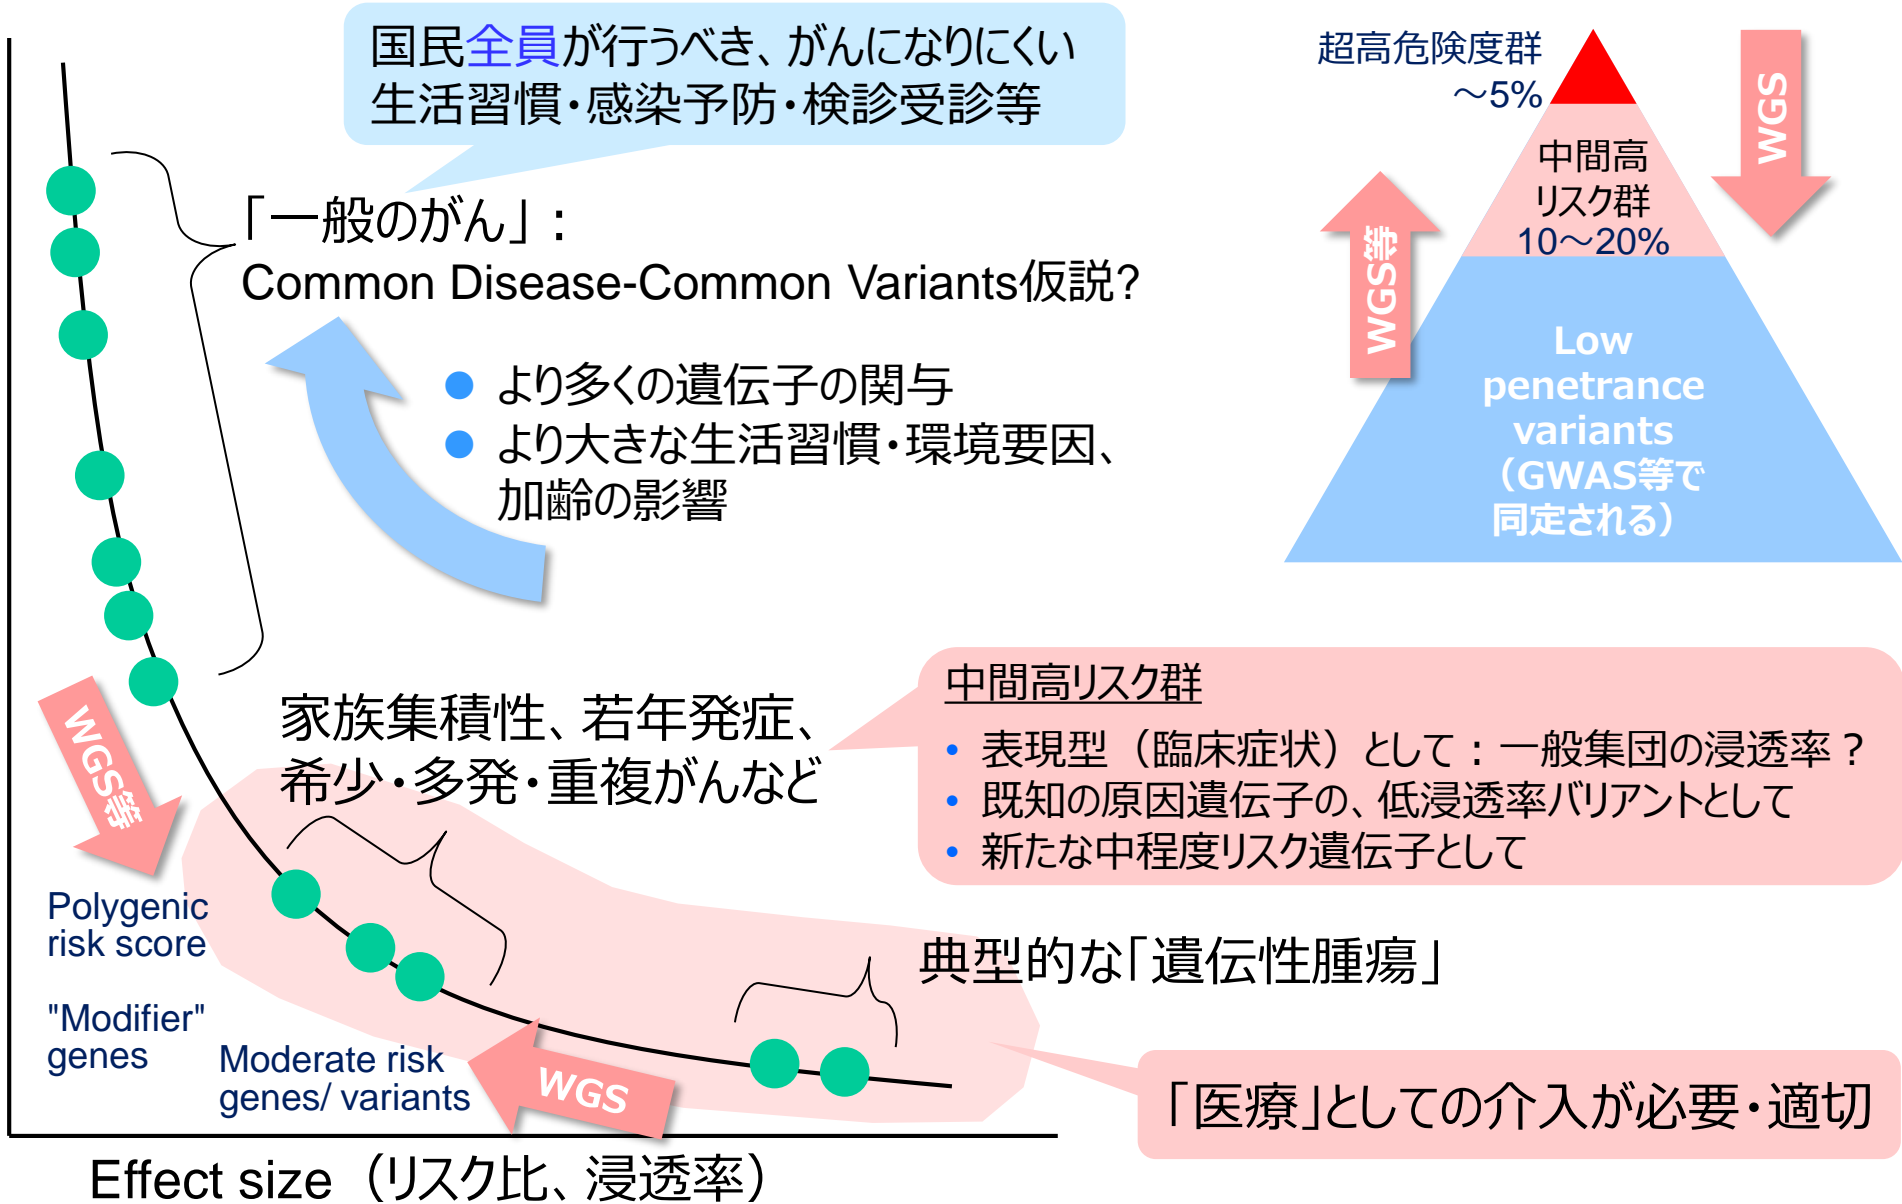 国民全員が行うべき、がんになりにくい
生活習慣・感染予防・検診受診等
「一般のがん」:
Common Disease-Common Variants仮説?
より多くの遺伝子の関与
より大きな生活習慣・環境要因、
加齢の影響
超高危険度群
～5%
中間高
リスク群
10～20%
WGS
WGS等
Low
penetrance
variants
（GWAS等で
同定される）
家族集積性、若年発症、
希少・多発・重複がんなど
中間高リスク群
• 表現型（臨床症状）として：一般集団の浸透率？
• 既知の原因遺伝子の、低浸透率バリアントとして
• 新たな中程度リスク遺伝子として
WGS等
Polygenic
risk score
"Modifier"
genes
Moderate risk
genes/ variants
WGS
典型的な「遺伝性腫瘍」
「医療」としての介入が必要・適切
Effect size（リスク比、浸透率）